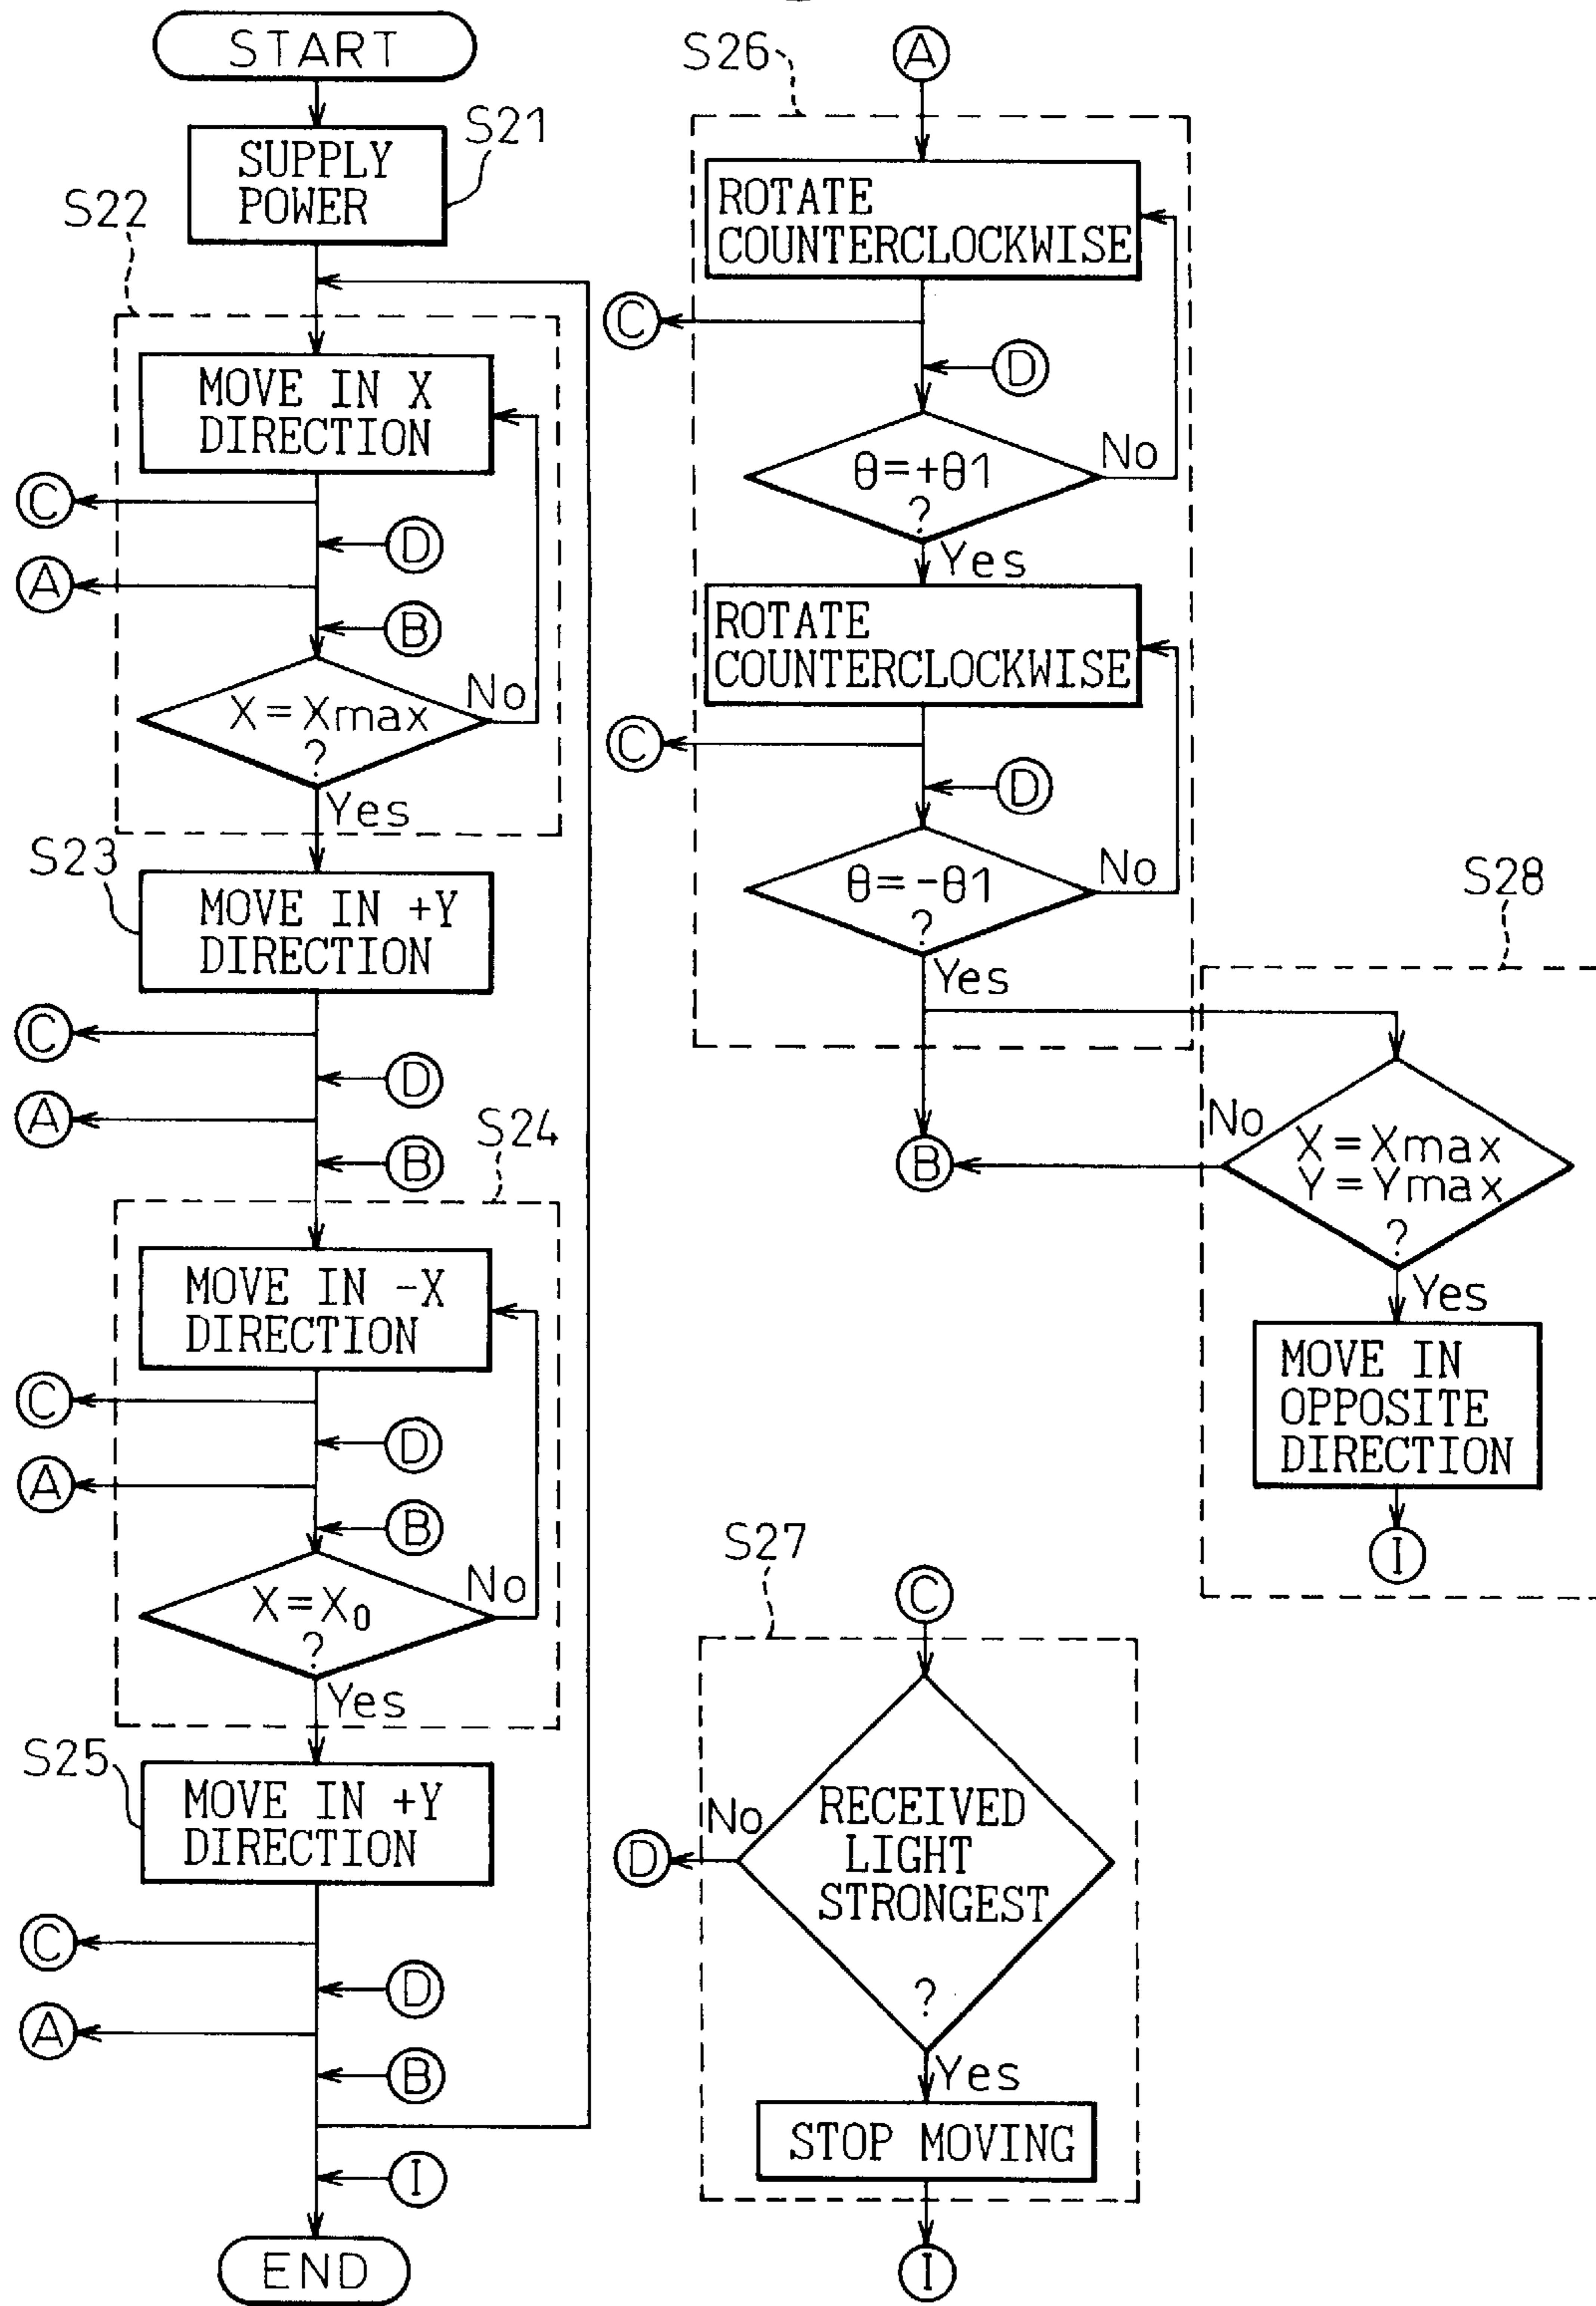 START
S21
SUPPLY
POWER
S22
MOVE IN X
DIRECTION
C
D
A
B
X=Xmax
?
No
Yes
S23
MOVE IN +Y
DIRECTION
C
D
A
B
S24
MOVE IN -X
DIRECTION
C
D
A
B
X=X0
?
No
Yes
S25
MOVE IN +Y
DIRECTION
C
D
A
B
I
END
S26
A
ROTATE
COUNTERCLOCKWISE
C
D
θ=+θ1
?
No
Yes
ROTATE
COUNTERCLOCKWISE
C
D
θ=-θ1
?
No
Yes
B
S28
No
X=Xmax
Y=Ymax
?
Yes
MOVE IN
OPPOSITE
DIRECTION
I
S27
C
RECEIVED
LIGHT
STRONGEST
?
No
D
Yes
STOP MOVING
I